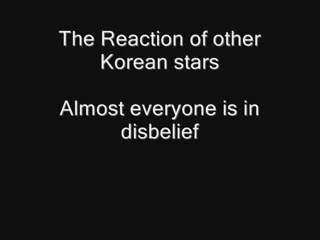 The Reaction of other
Korean stars
Almost everyone is in
disbelief